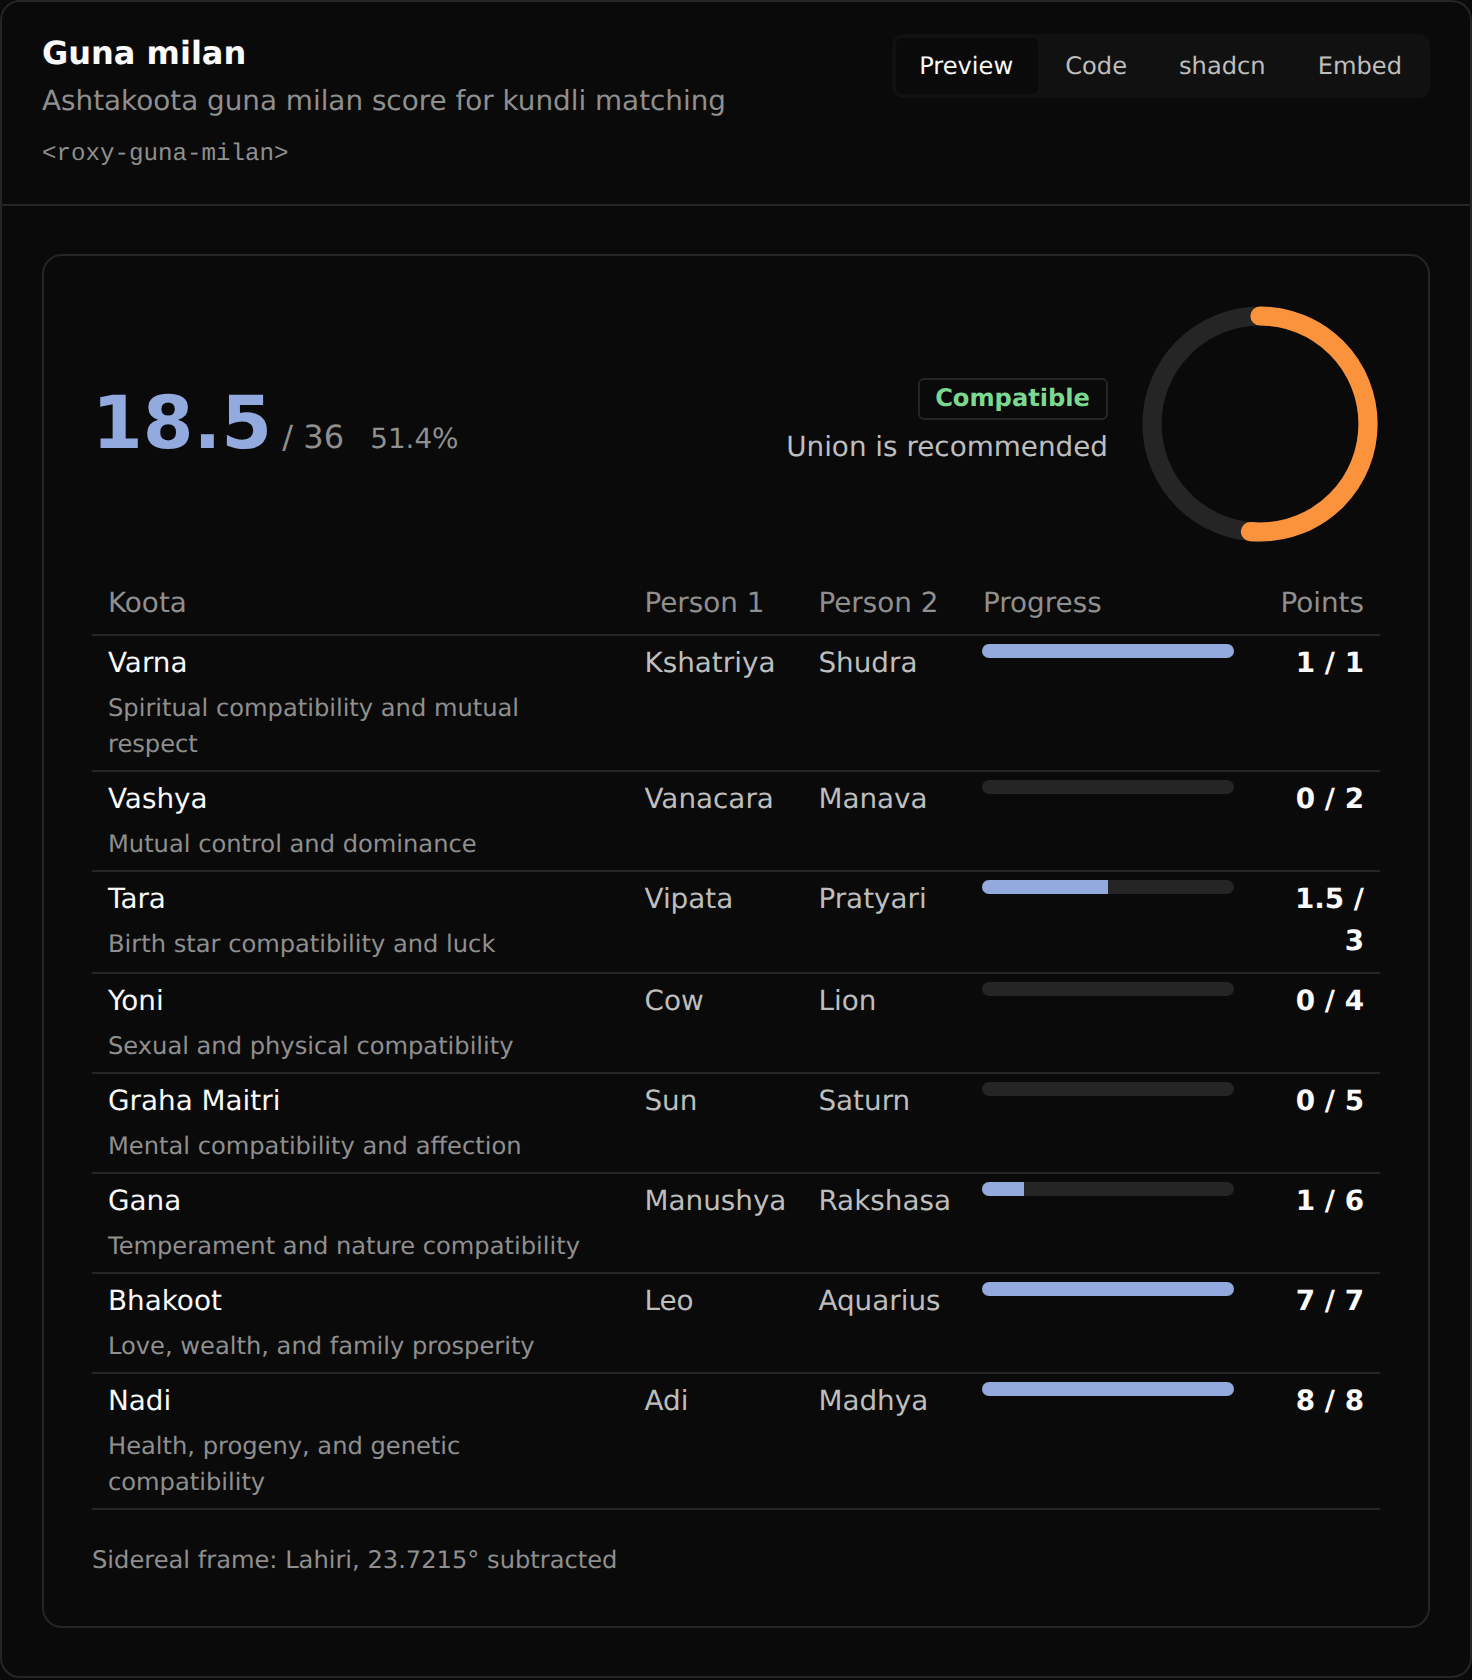 Guna milan
Ashtakoota guna milan score for kundli matching
<roxy-guna-milan>
Preview Code shadcn Embed
18.5 / 36 51.4%
Compatible
Union is recommended
Koota Person 1 Person 2 Progress Points
Varna Kshatriya Shudra 1 / 1
Spiritual compatibility and mutual
respect
Vashya Vanacara Manava 0 / 2
Mutual control and dominance
Tara Vipata Pratyari 1.5 /
3
Birth star compatibility and luck
Yoni Cow Lion 0 / 4
Sexual and physical compatibility
Graha Maitri Sun Saturn 0 / 5
Mental compatibility and affection
Gana Manushya Rakshasa 1 / 6
Temperament and nature compatibility
Bhakoot Leo Aquarius 7 / 7
Love, wealth, and family prosperity
Nadi Adi Madhya 8 / 8
Health, progeny, and genetic
compatibility
Sidereal frame: Lahiri, 23.7215° subtracted